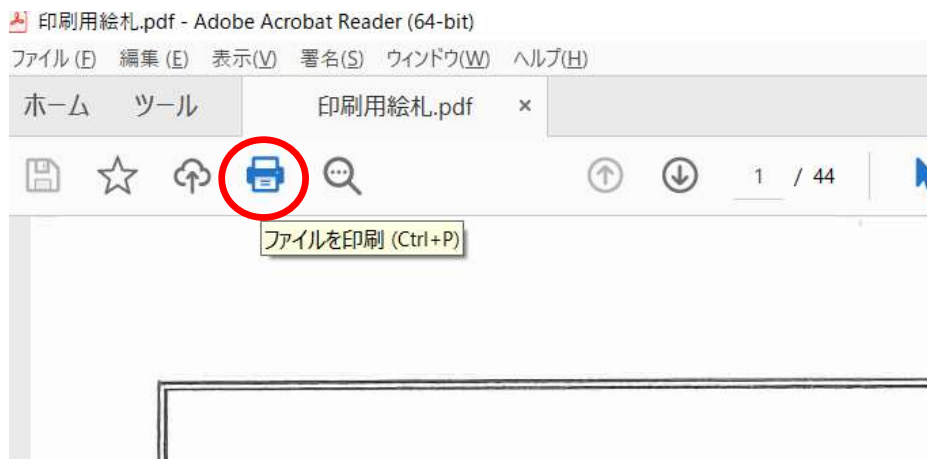 印刷用絵札.pdf - Adobe Acrobat Reader (64-bit)
ファイル(F) 編集(E) 表示(V) 署名(S) ウィンドウ(W) ヘルプ(H)
ホーム ツール 印刷用絵札.pdf ×
1 / 44
ファイルを印刷 (Ctrl+P)